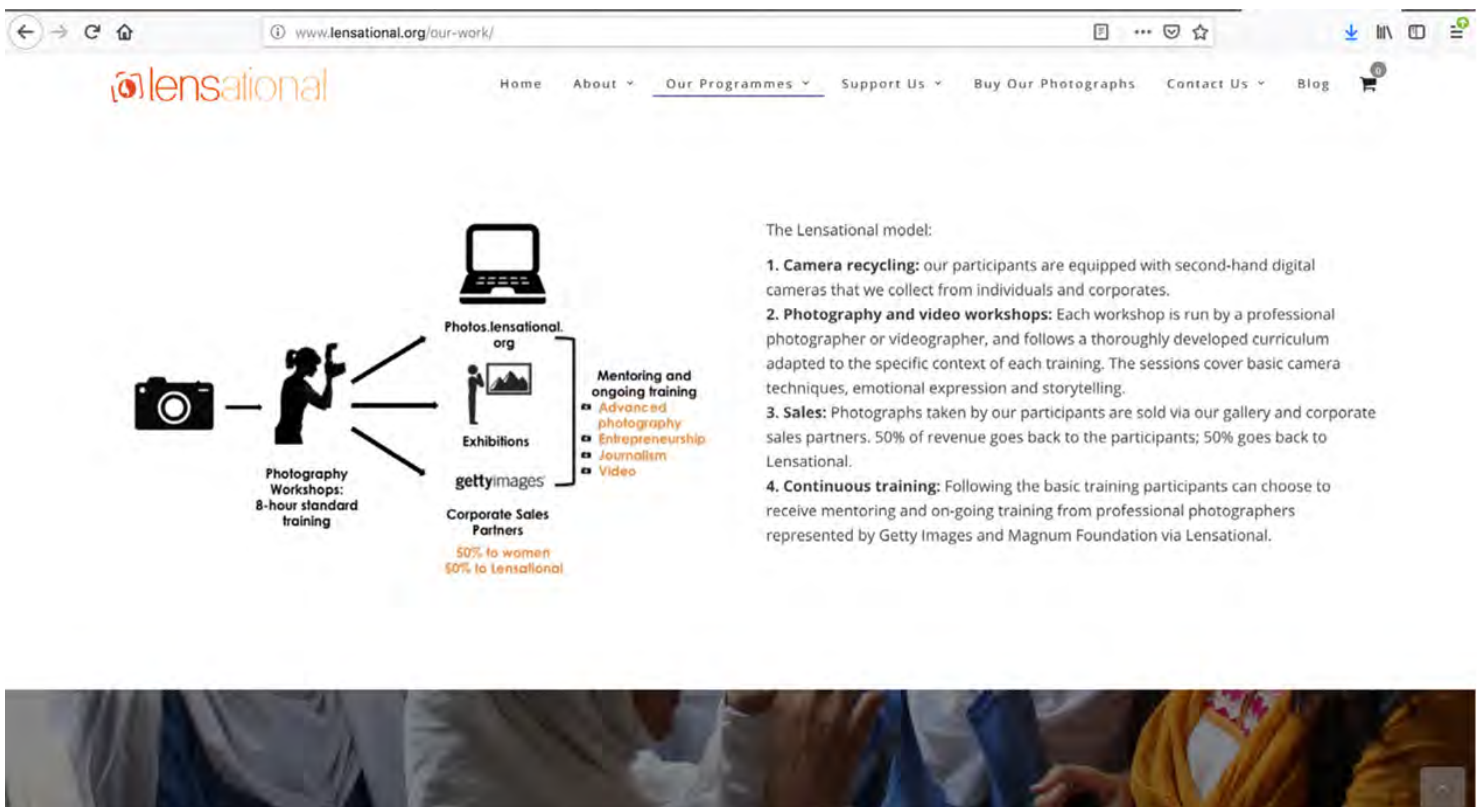 www.lensational.org/our-work/
lensational
Home About Our Programmes Support Us Buy Our Photographs Contact Us Blog 0
Photos.lensational.
org
Exhibitions
gettyimages
Corporate Sales
Partners
50% to women
50% to Lensational
Photography
Workshops:
8-hour standard
training
Mentoring and
ongoing training
Advanced
photography
Entrepreneurship
Journalism
Video
The Lensational model:
1. Camera recycling: our participants are equipped with second-hand digital
cameras that we collect from individuals and corporates.
2. Photography and video workshops: Each workshop is run by a professional
photographer or videographer, and follows a thoroughly developed curriculum
adapted to the specific context of each training. The sessions cover basic camera
techniques, emotional expression and storytelling.
3. Sales: Photographs taken by our participants are sold via our gallery and corporate
sales partners. 50% of revenue goes back to the participants; 50% goes back to
Lensational.
4. Continuous training: Following the basic training participants can choose to
receive mentoring and on-going training from professional photographers
represented by Getty Images and Magnum Foundation via Lensational.